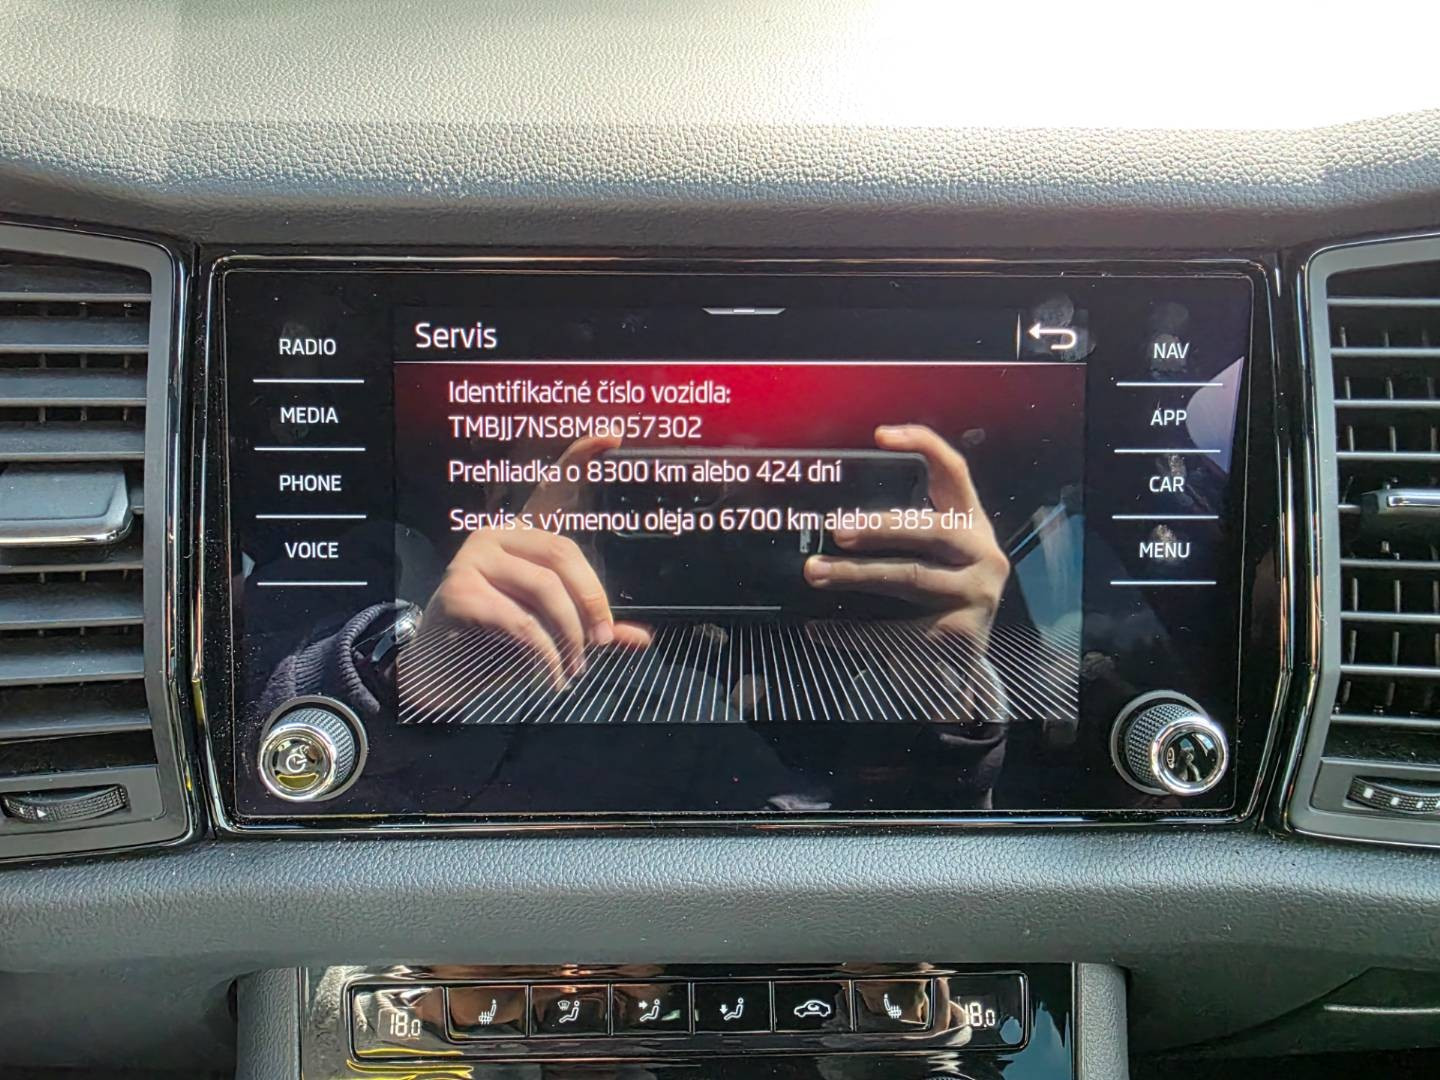 Servis
RADIO
MEDIA
PHONE
VOICE
Identifikačné číslo vozidla:
TMBJJ7NS8M8057302
Prehliadka o 8300 km alebo 424 dní
Servis s výmenou oleja o 6700 km alebo 385 dní
NAV
APP
CAR
MENU
18.0
18.0